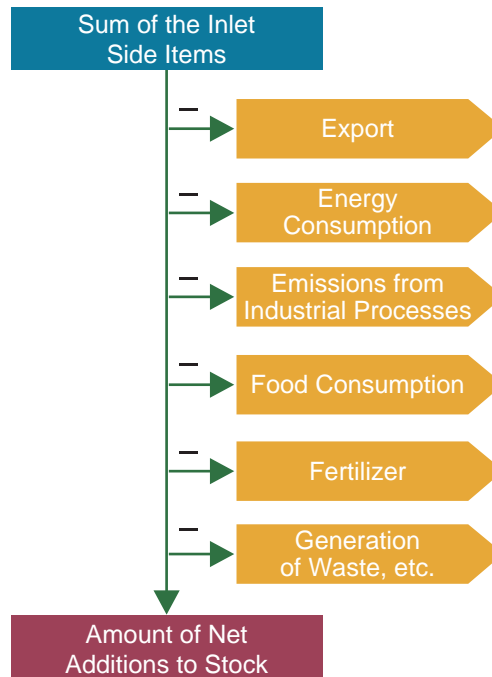 Sum of the Inlet
Side Items
–
Export
–
Energy
Consumption
–
Emissions from
Industrial Processes
–
Food Consumption
–
Fertilizer
–
Generation
of Waste, etc.
Amount of Net
Additions to Stock